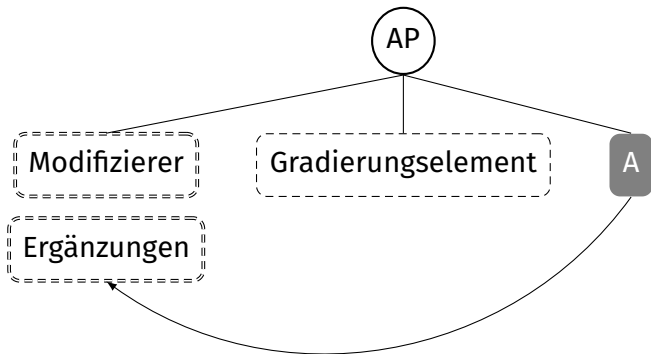 AP
Modifizierer
Gradierungselement
A
Ergänzungen